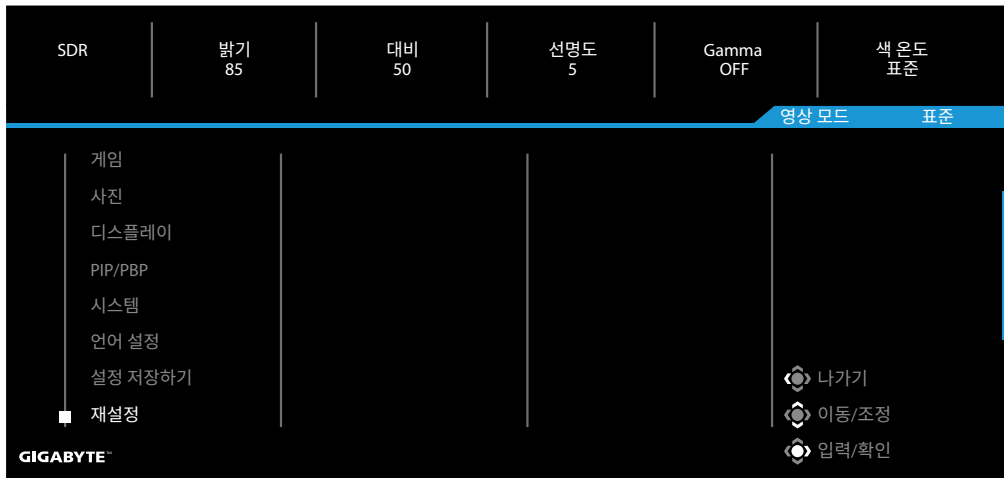 SDR 밝기 대비 선명도 Gamma 색 온도
85 50 5 OFF 표준
영상 모드 표준
게임
사진
디스플레이
PIP/PBP
시스템
언어 설정
설정 저장하기
재설정
나가기
이동/조정
입력/확인
GIGABYTE™